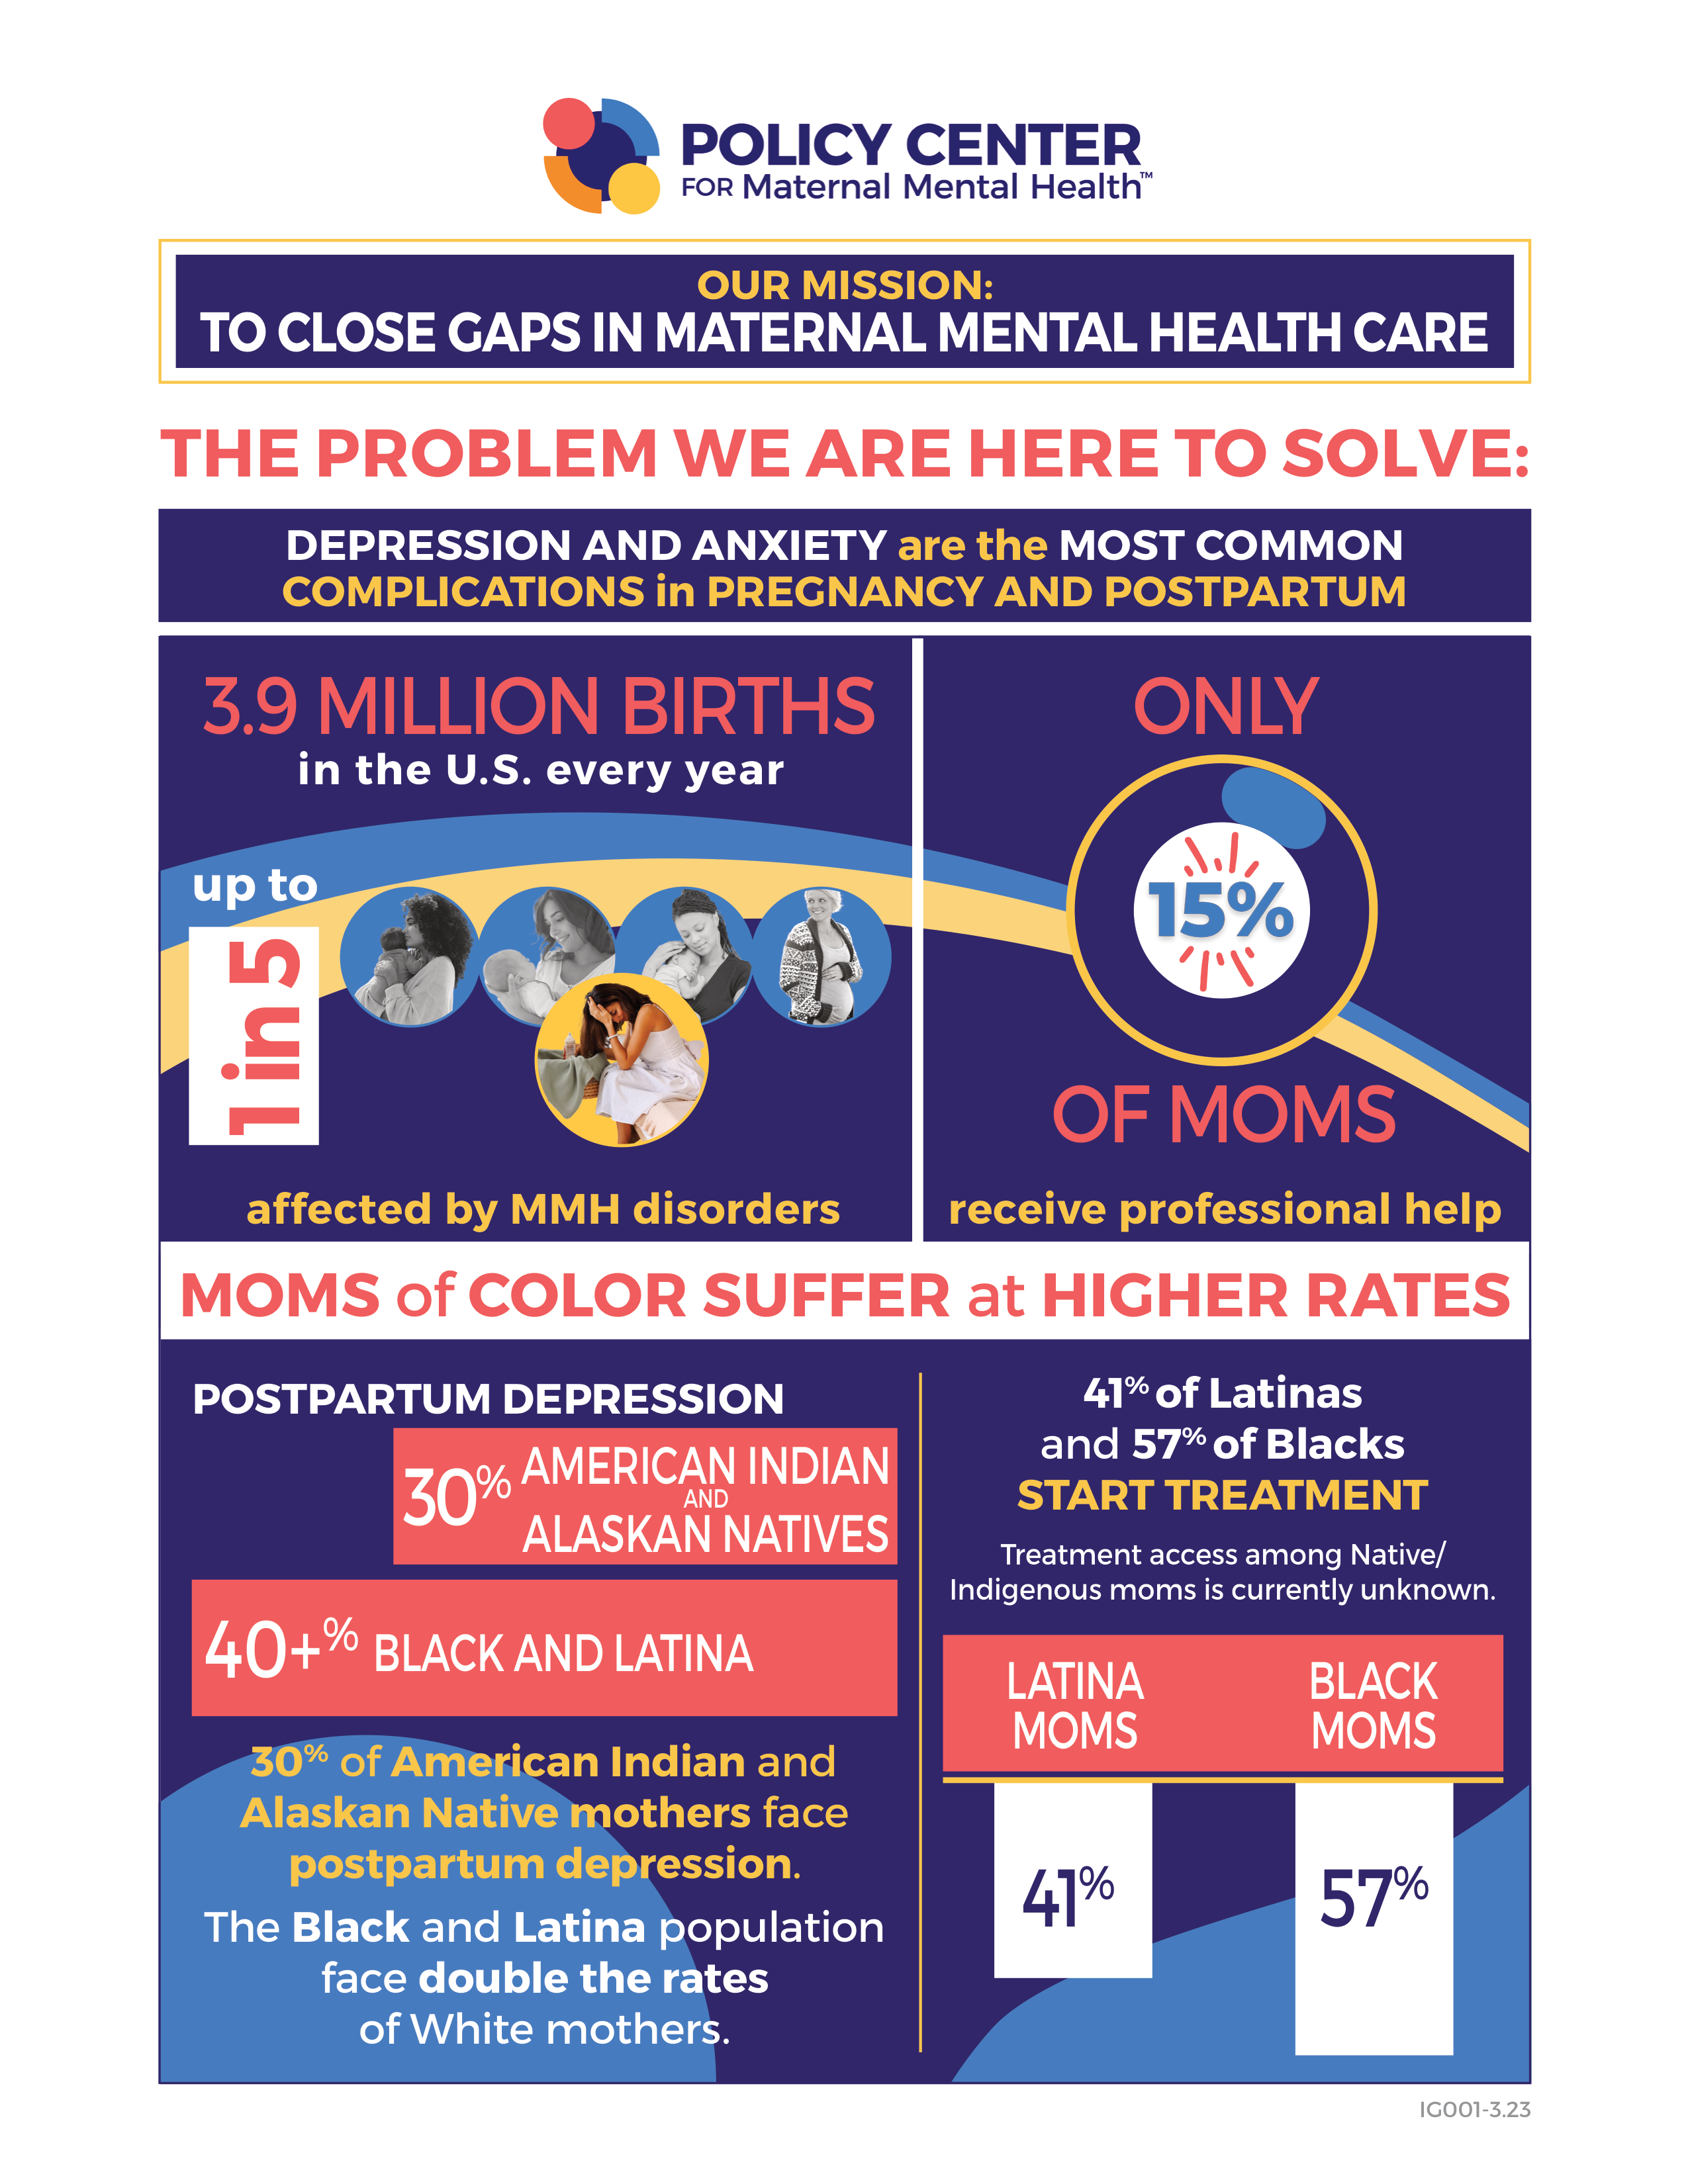 POLICY CENTER
FOR Maternal Mental Health™
OUR MISSION:
TO CLOSE GAPS IN MATERNAL MENTAL HEALTH CARE
THE PROBLEM WE ARE HERE TO SOLVE:
DEPRESSION AND ANXIETY are the MOST COMMON
COMPLICATIONS in PREGNANCY AND POSTPARTUM
3.9 MILLION BIRTHS
in the U.S. every year
up to
1 in 5
affected by MMH disorders
ONLY
15%
OF MOMS
receive professional help
MOMS of COLOR SUFFER at HIGHER RATES
POSTPARTUM DEPRESSION
30% AMERICAN INDIAN
AND
ALASKAN NATIVES
40+% BLACK AND LATINA
30% of American Indian and
Alaskan Native mothers face
postpartum depression.
The Black and Latina population
face double the rates
of White mothers.
41% of Latinas
and 57% of Blacks
START TREATMENT
Treatment access among Native/
Indigenous moms is currently unknown.
LATINA
MOMS
BLACK
MOMS
41%
57%
IG001-3.23